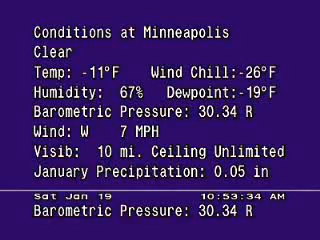 Conditions at Minneapolis
Clear
Temp: -11°F Wind Chill:-26°F
Humidity: 67% Dewpoint:-19°F
Barometric Pressure: 30.34 R
Wind: W 7 MPH
Visib: 10 mi. Ceiling Unlimited
January Precipitation: 0.05 in
Sat Jan 19 10:53:34 AM
Barometric Pressure: 30.34 R